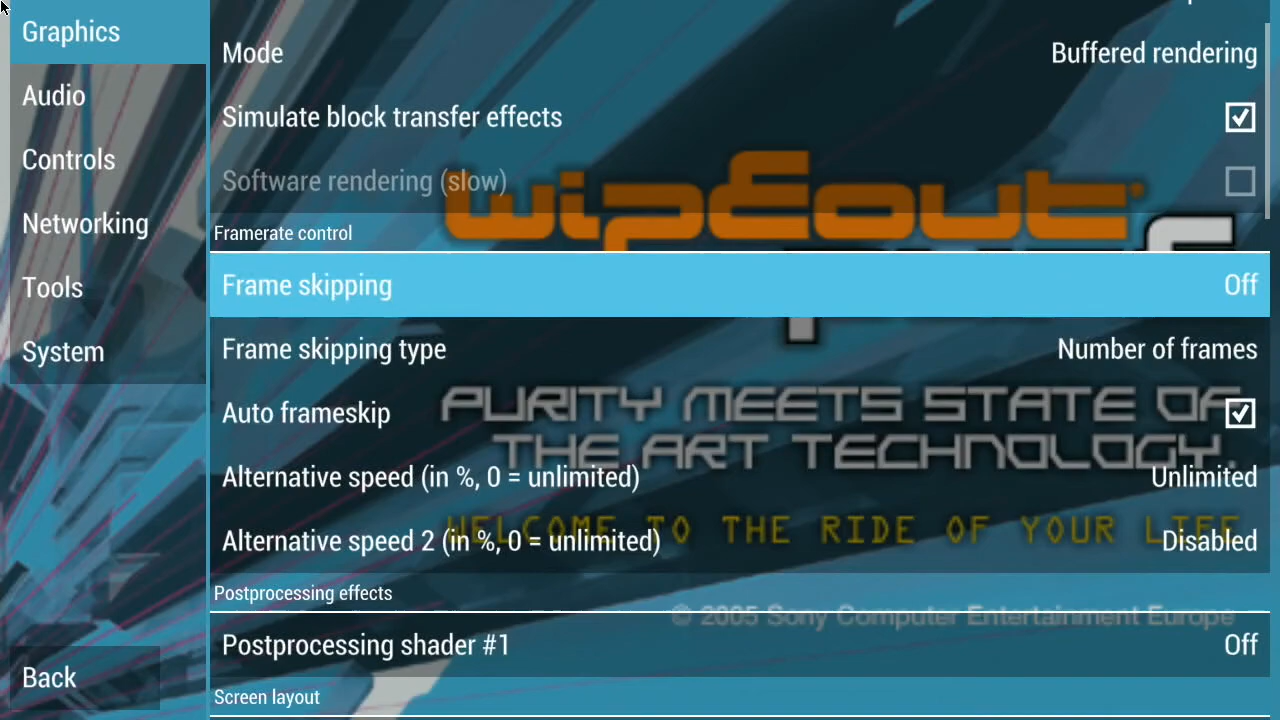 Graphics
Audio
Controls
Networking
Tools
System
Back
Mode
Buffered rendering
Simulate block transfer effects
Software rendering (slow)
wipEout
Framerate control
Frame skipping
Off
Frame skipping type
Number of frames
PURITY MEETS STATE OF
Auto frameskip
THE ART TECHNOLOGY.
Alternative speed (in %, 0 = unlimited)
Unlimited
WELCOME TO THE RIDE OF YOUR LIFE
Alternative speed 2 (in %, 0 = unlimited)
Disabled
Postprocessing effects
© 2005 Sony Computer Entertainment Europe
Postprocessing shader #1
Off
Screen layout